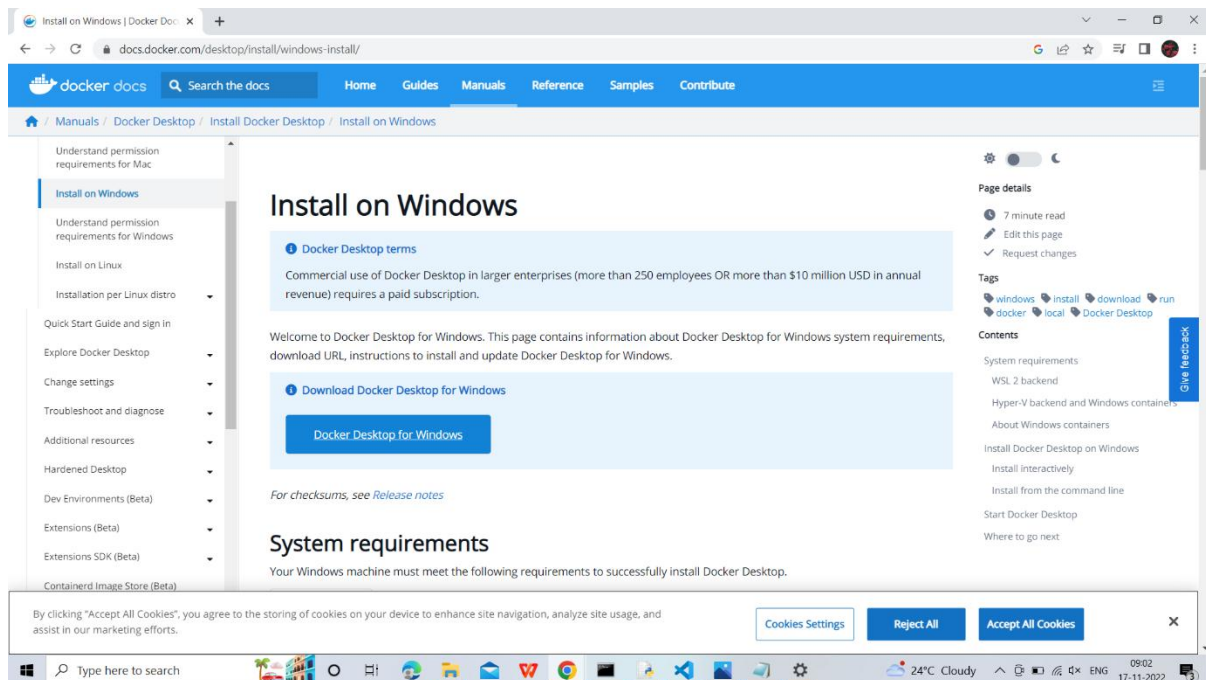 Install on Windows | Docker Doc
docs.docker.com/desktop/install/windows-install/
docker docs
Search the docs
Home
Guides
Manuals
Reference
Samples
Contribute
/ Manuals / Docker Desktop / Install Docker Desktop / Install on Windows
Understand permission
requirements for Mac
Install on Windows
Understand permission
requirements for Windows
Install on Linux
Installation per Linux distro
Quick Start Guide and sign in
Explore Docker Desktop
Change settings
Troubleshoot and diagnose
Additional resources
Hardened Desktop
Dev Environments (Beta)
Extensions (Beta)
Extensions SDK (Beta)
Containerd Image Store (Beta)
Install on Windows
Docker Desktop terms
Commercial use of Docker Desktop in larger enterprises (more than 250 employees OR more than $10 million USD in annual
revenue) requires a paid subscription.
Welcome to Docker Desktop for Windows. This page contains information about Docker Desktop for Windows system requirements,
download URL, instructions to install and update Docker Desktop for Windows.
Download Docker Desktop for Windows
Docker Desktop for Windows
For checksums, see Release notes
System requirements
Your Windows machine must meet the following requirements to successfully install Docker Desktop.
Page details
7 minute read
Edit this page
Request changes
Tags
windows install download run
docker local Docker Desktop
Contents
System requirements
WSL 2 backend
Hyper-V backend and Windows containers
About Windows containers
Install Docker Desktop on Windows
Install interactively
Install from the command line
Start Docker Desktop
Where to go next
Give feedback
By clicking "Accept All Cookies", you agree to the storing of cookies on your device to enhance site navigation, analyze site usage, and
assist in our marketing efforts.
Cookies Settings
Reject All
Accept All Cookies
Type here to search
24°C Cloudy
ENG
09:02
17-11-2022